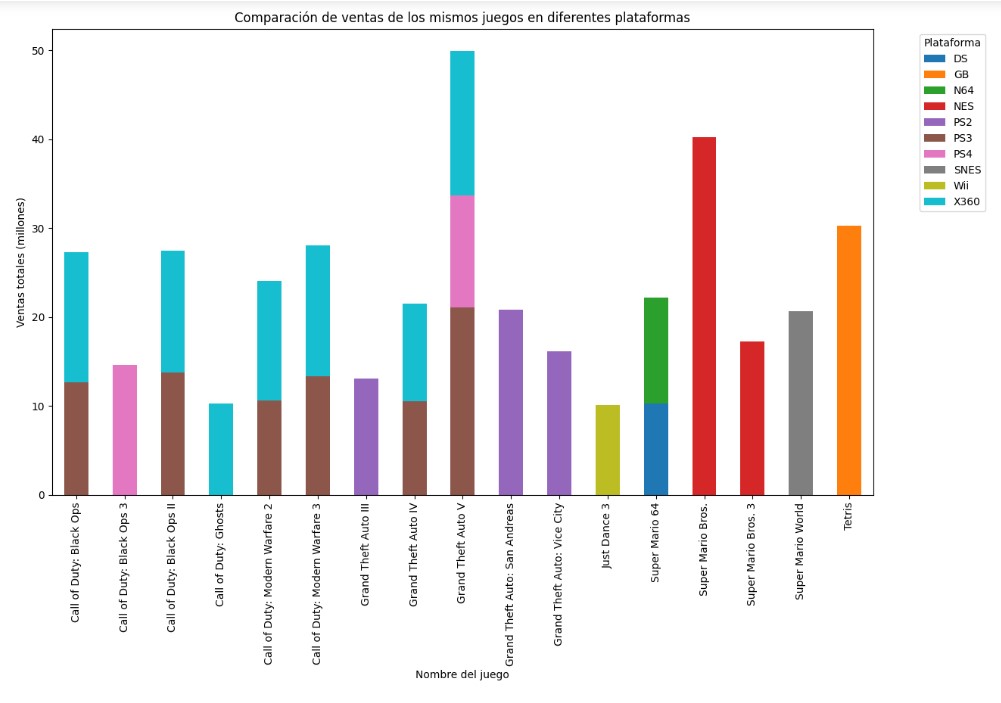 Comparación de ventas de los mismos juegos en diferentes plataformas
Ventas totales (millones)
50
40
30
20
10
0
Call of Duty: Black Ops
Call of Duty: Black Ops 3
Call of Duty: Black Ops II
Call of Duty: Ghosts
Call of Duty: Modern Warfare 2
Call of Duty: Modern Warfare 3
Grand Theft Auto III
Grand Theft Auto IV
Grand Theft Auto V
Grand Theft Auto: San Andreas
Grand Theft Auto: Vice City
Just Dance 3
Super Mario 64
Super Mario Bros.
Super Mario Bros. 3
Super Mario World
Tetris
Nombre del juego
Plataforma
DS
GB
N64
NES
PS2
PS3
PS4
SNES
Wii
X360